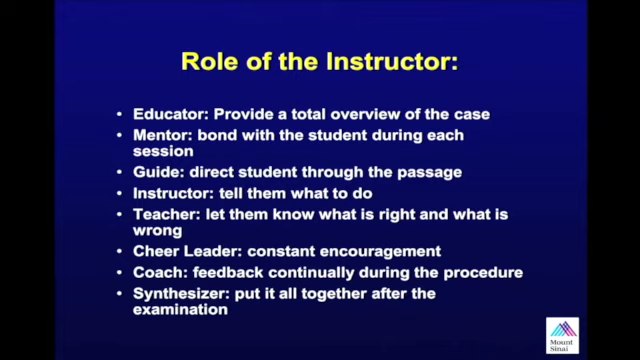 Role of the Instructor:
• Educator: Provide a total overview of the case
• Mentor: bond with the student during each
session
• Guide: direct student through the passage
• Instructor: tell them what to do
• Teacher: let them know what is right and what is
wrong
• Cheer Leader: constant encouragement
• Coach: feedback continually during the procedure
• Synthesizer: put it all together after the
examination
Mount
Sinai